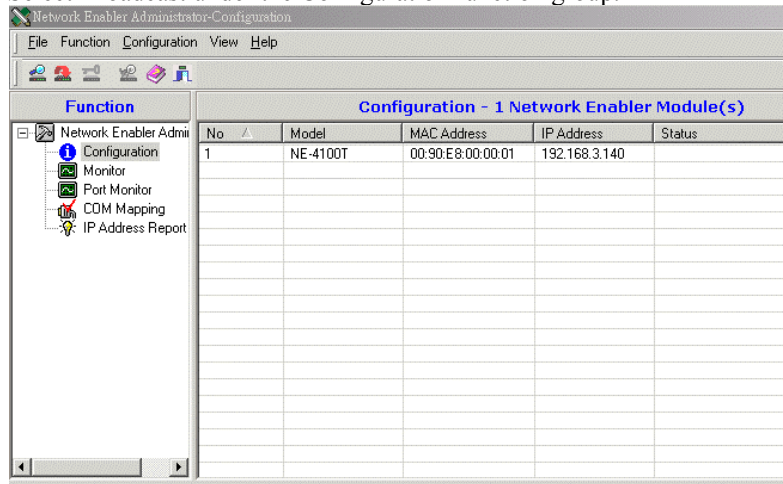 Network Enabler Administrator-Configuration
File Function Configuration View Help
Function
Configuration - 1 Network Enabler Module(s)
Network Enabler Admi
Configuration
Monitor
Port Monitor
COM Mapping
IP Address Report
No Model MAC Address IP Address Status
1 NE-4100T 00:90:E8:00:00:01 192.168.3.140